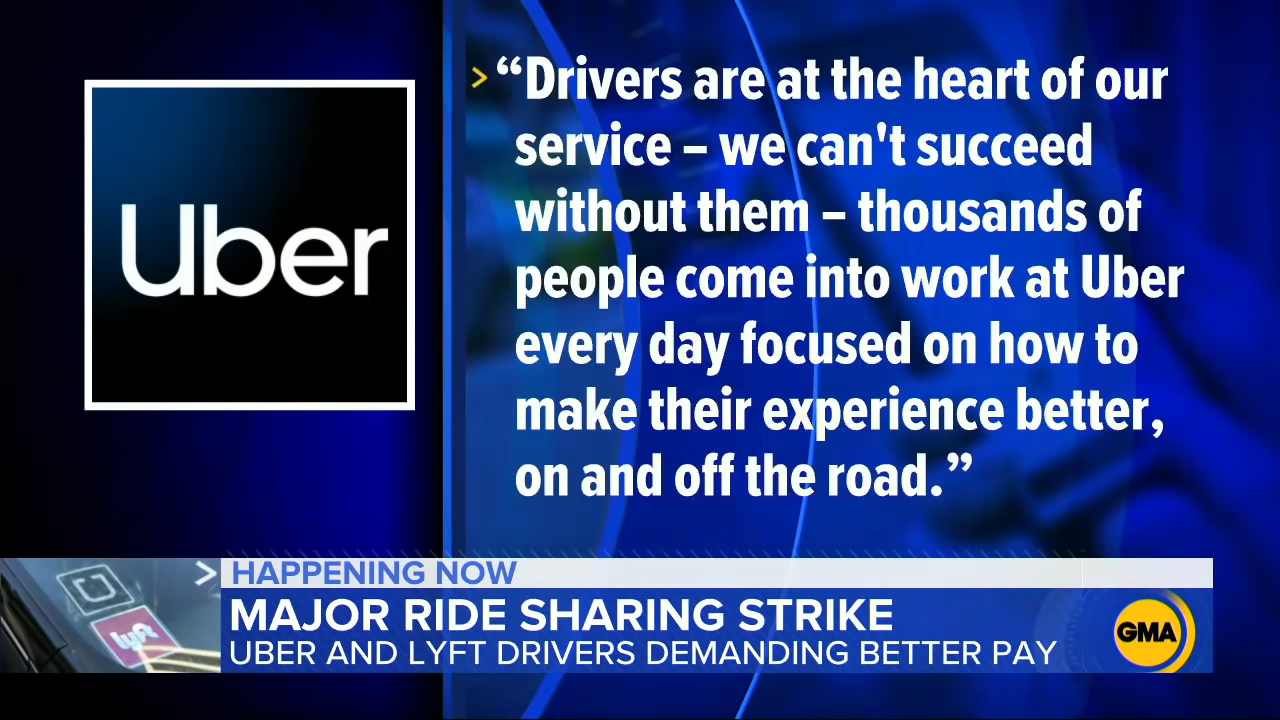 Uber
“Drivers are at the heart of our
service – we can't succeed
without them – thousands of
people come into work at Uber
every day focused on how to
make their experience better,
on and off the road.”
HAPPENING NOW
MAJOR RIDE SHARING STRIKE
UBER AND LYFT DRIVERS DEMANDING BETTER PAY
lyft
GMA